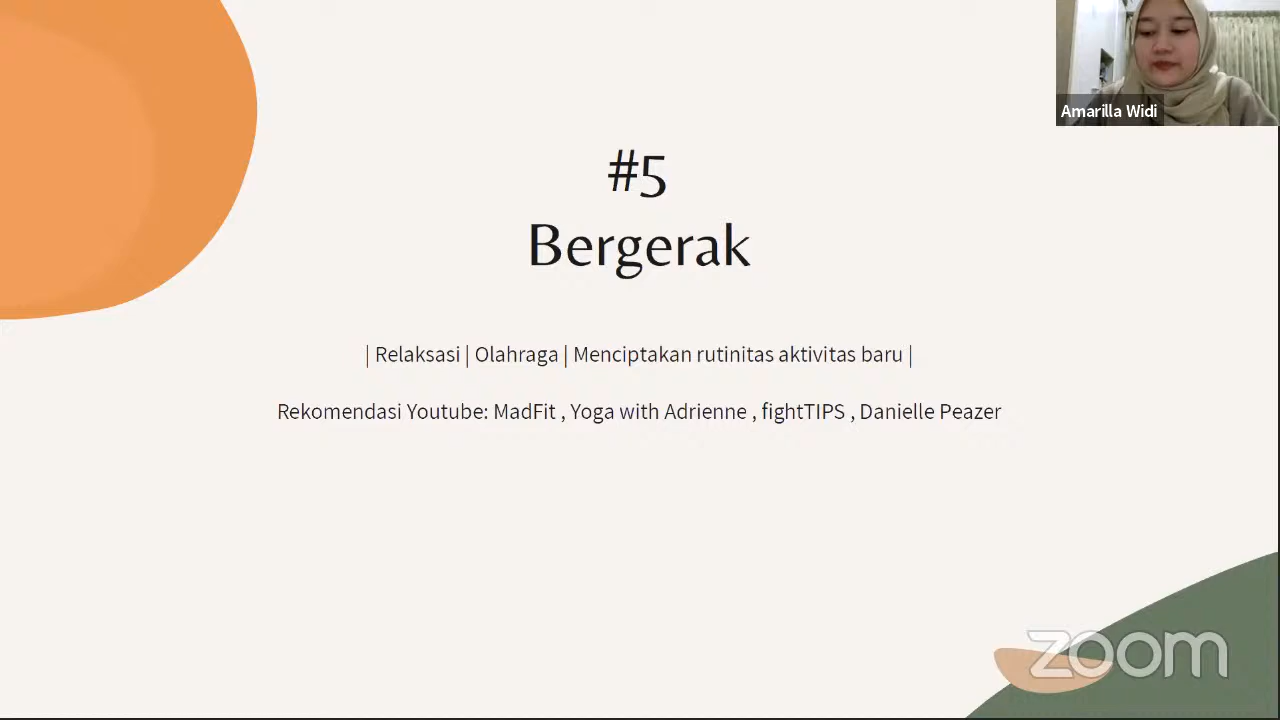 Amarilla Widi
#5
Bergerak
| Relaksasi | Olahraga | Menciptakan rutinitas aktivitas baru |
Rekomendasi Youtube: MadFit , Yoga with Adrienne , fightTIPS , Danielle Peazer
zoom